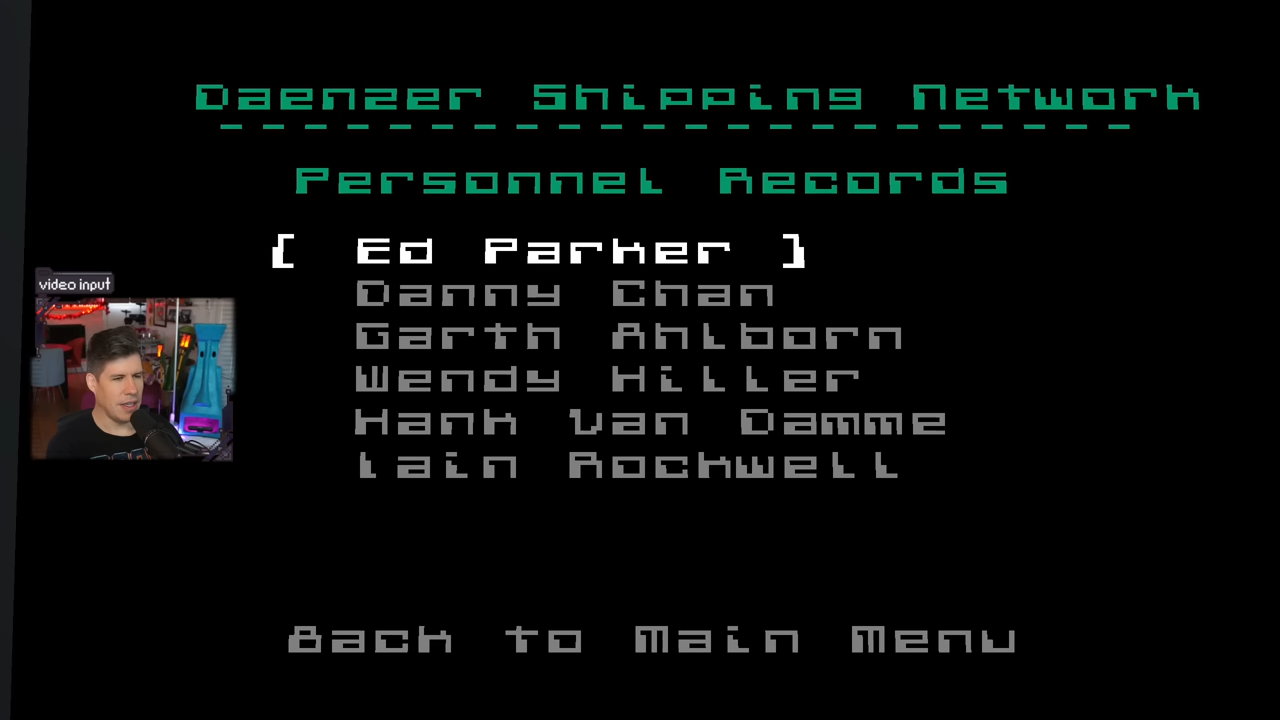 Daenzer Shipping Network
Personnel Records
[ Ed Parker ]
Danny Chan
Garth Ahlborn
Wendy Hiller
video input
Hank Van Damme
Iain Rockwell
Back to Main Menu